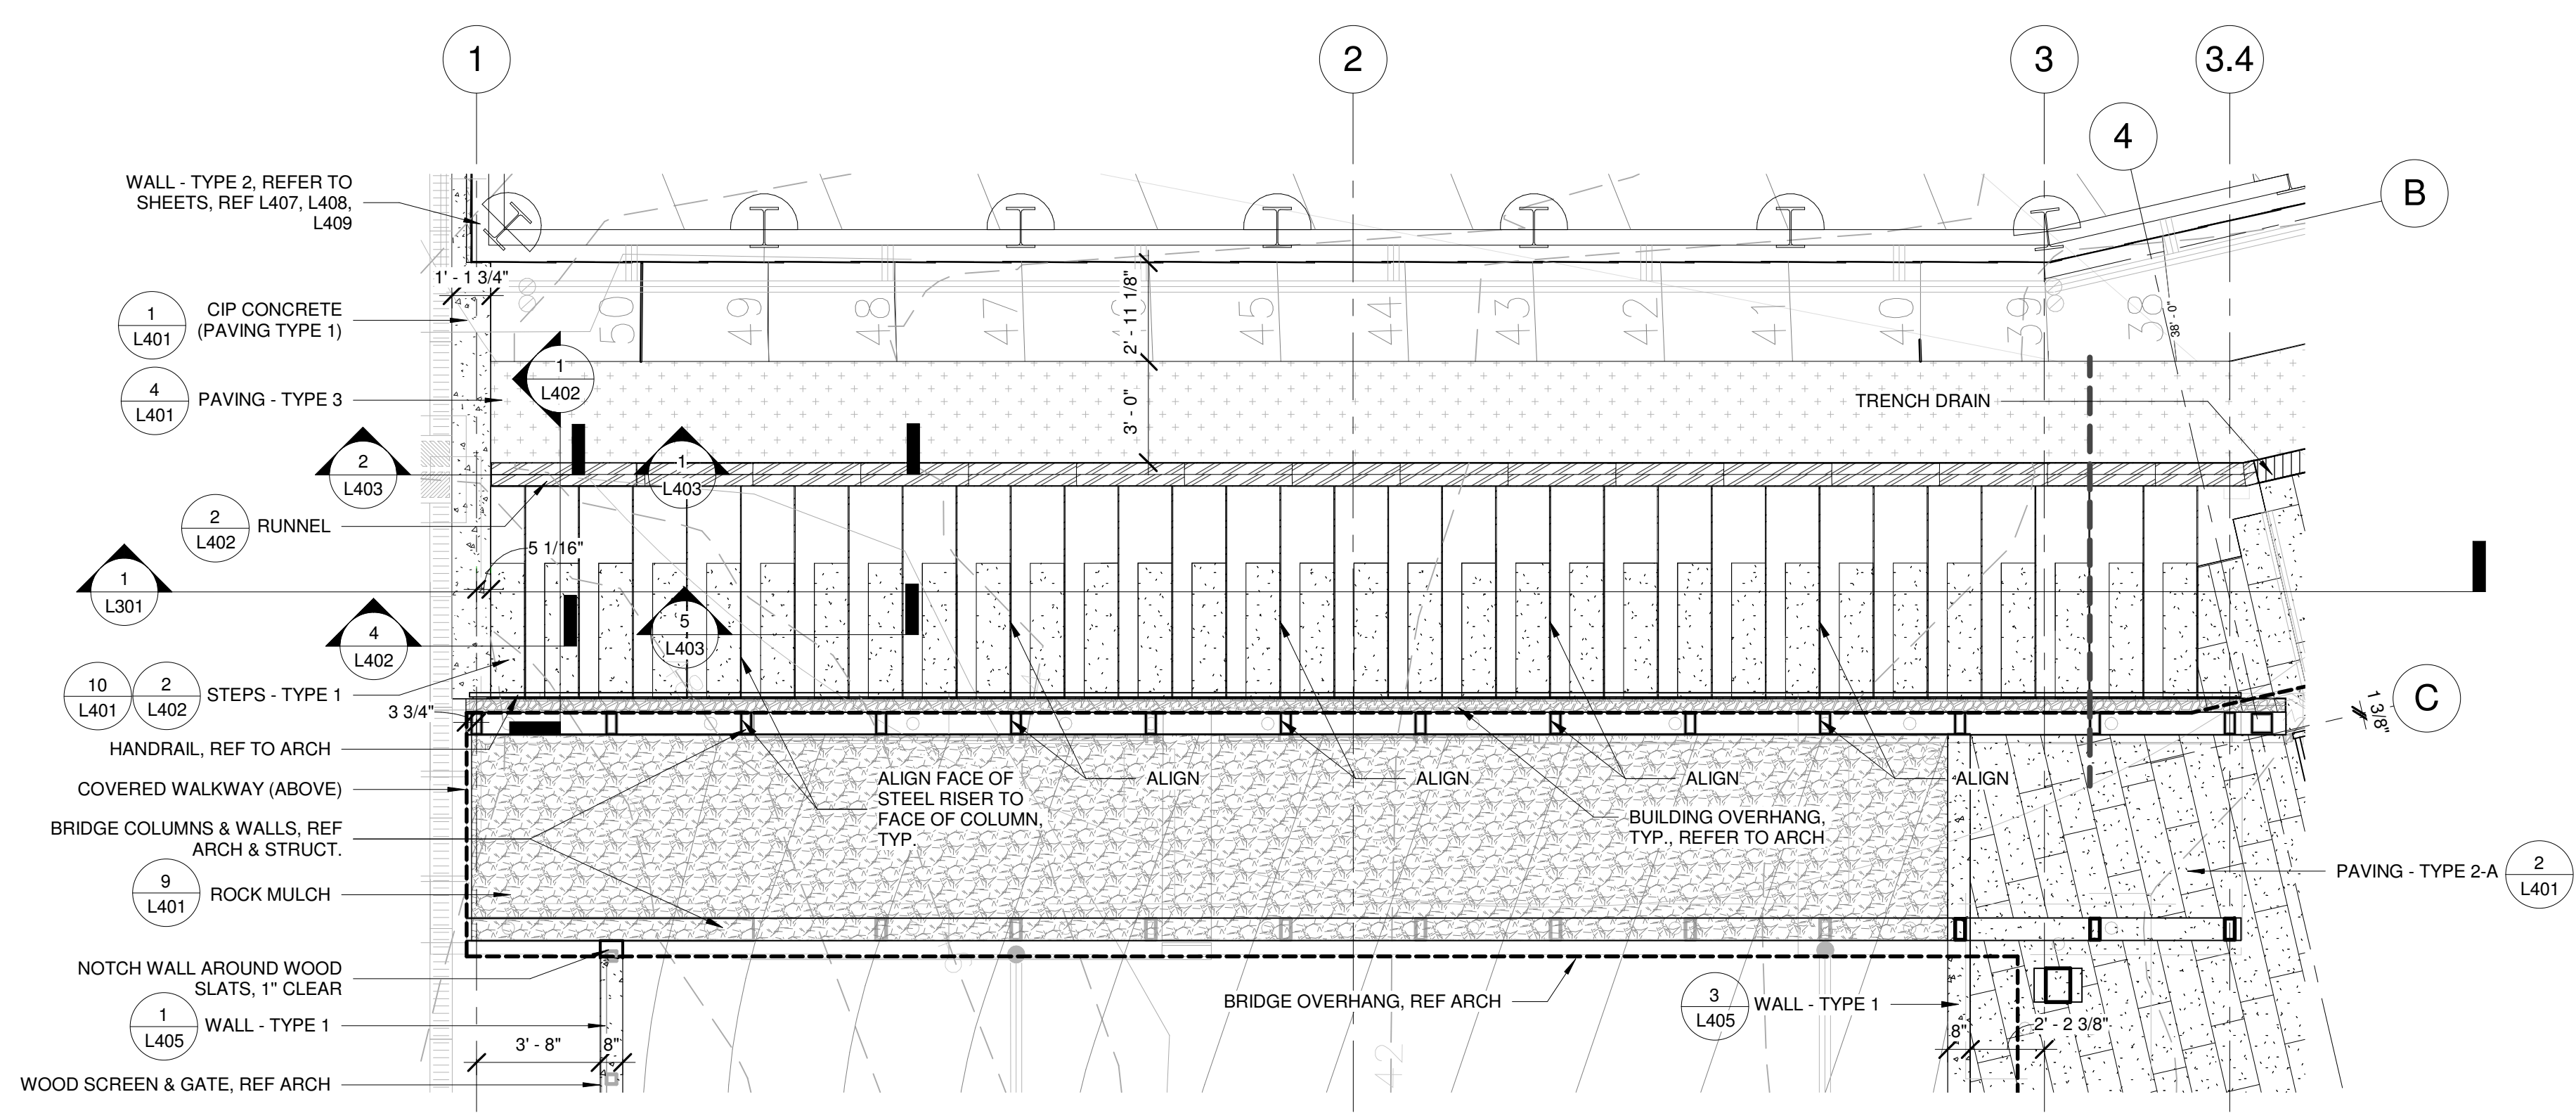 1
2
3
3.4
4
B
WALL - TYPE 2, REFER TO
SHEETS, REF L407, L408,
L409
1' - 1 3/4"
1
L401
CIP CONCRETE
(PAVING TYPE 1)
50
49
48
47
45
44
43
42
41
40
39
38
38' - 0"
2' - 11 1/8"
1
L402
4
L401
PAVING - TYPE 3
3' - 0"
TRENCH DRAIN
2
L403
1
L403
2
L402
RUNNEL
5 1/16"
1
L301
4
L402
5
L403
10
L401
2
L402
STEPS - TYPE 1
3 3/4"
C
1 3/8"
HANDRAIL, REF TO ARCH
COVERED WALKWAY (ABOVE)
ALIGN FACE OF
STEEL RISER TO
FACE OF COLUMN,
TYP.
ALIGN
ALIGN
ALIGN
ALIGN
BUILDING OVERHANG,
TYP., REFER TO ARCH
BRIDGE COLUMNS & WALLS, REF
ARCH & STRUCT.
PAVING - TYPE 2-A
2
L401
9
L401
ROCK MULCH
NOTCH WALL AROUND WOOD
SLATS, 1" CLEAR
BRIDGE OVERHANG, REF ARCH
3
L405
WALL - TYPE 1
1
L405
WALL - TYPE 1
3' - 8"
8"
8"
2' - 2 3/8"
42
WOOD SCREEN & GATE, REF ARCH